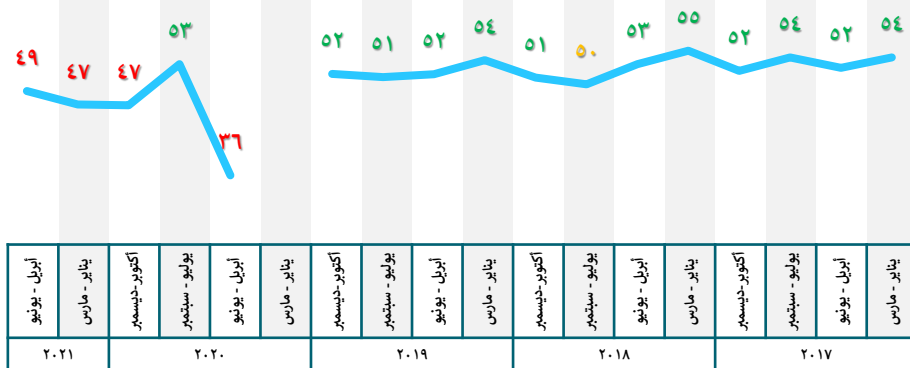 ٥٤
٥٢
٥٤
٥٢
٥٥
٥٣
٥٠
٥١
٥٤
٥٢
٥١
٥٢
٣٦
٥٣
٤٧
٤٧
٤٩
يناير - مارس
أبريل - يونيو
يوليو - سبتمبر
أكتوبر-ديسمبر
يناير - مارس
أبريل - يونيو
يوليو - سبتمبر
أكتوبر-ديسمبر
يناير - مارس
أبريل - يونيو
يوليو - سبتمبر
أكتوبر-ديسمبر
يناير - مارس
أبريل - يونيو
يوليو - سبتمبر
أكتوبر-ديسمبر
يناير - مارس
أبريل - يونيو
٢٠١٧
٢٠١٨
٢٠١٩
٢٠٢٠
٢٠٢١